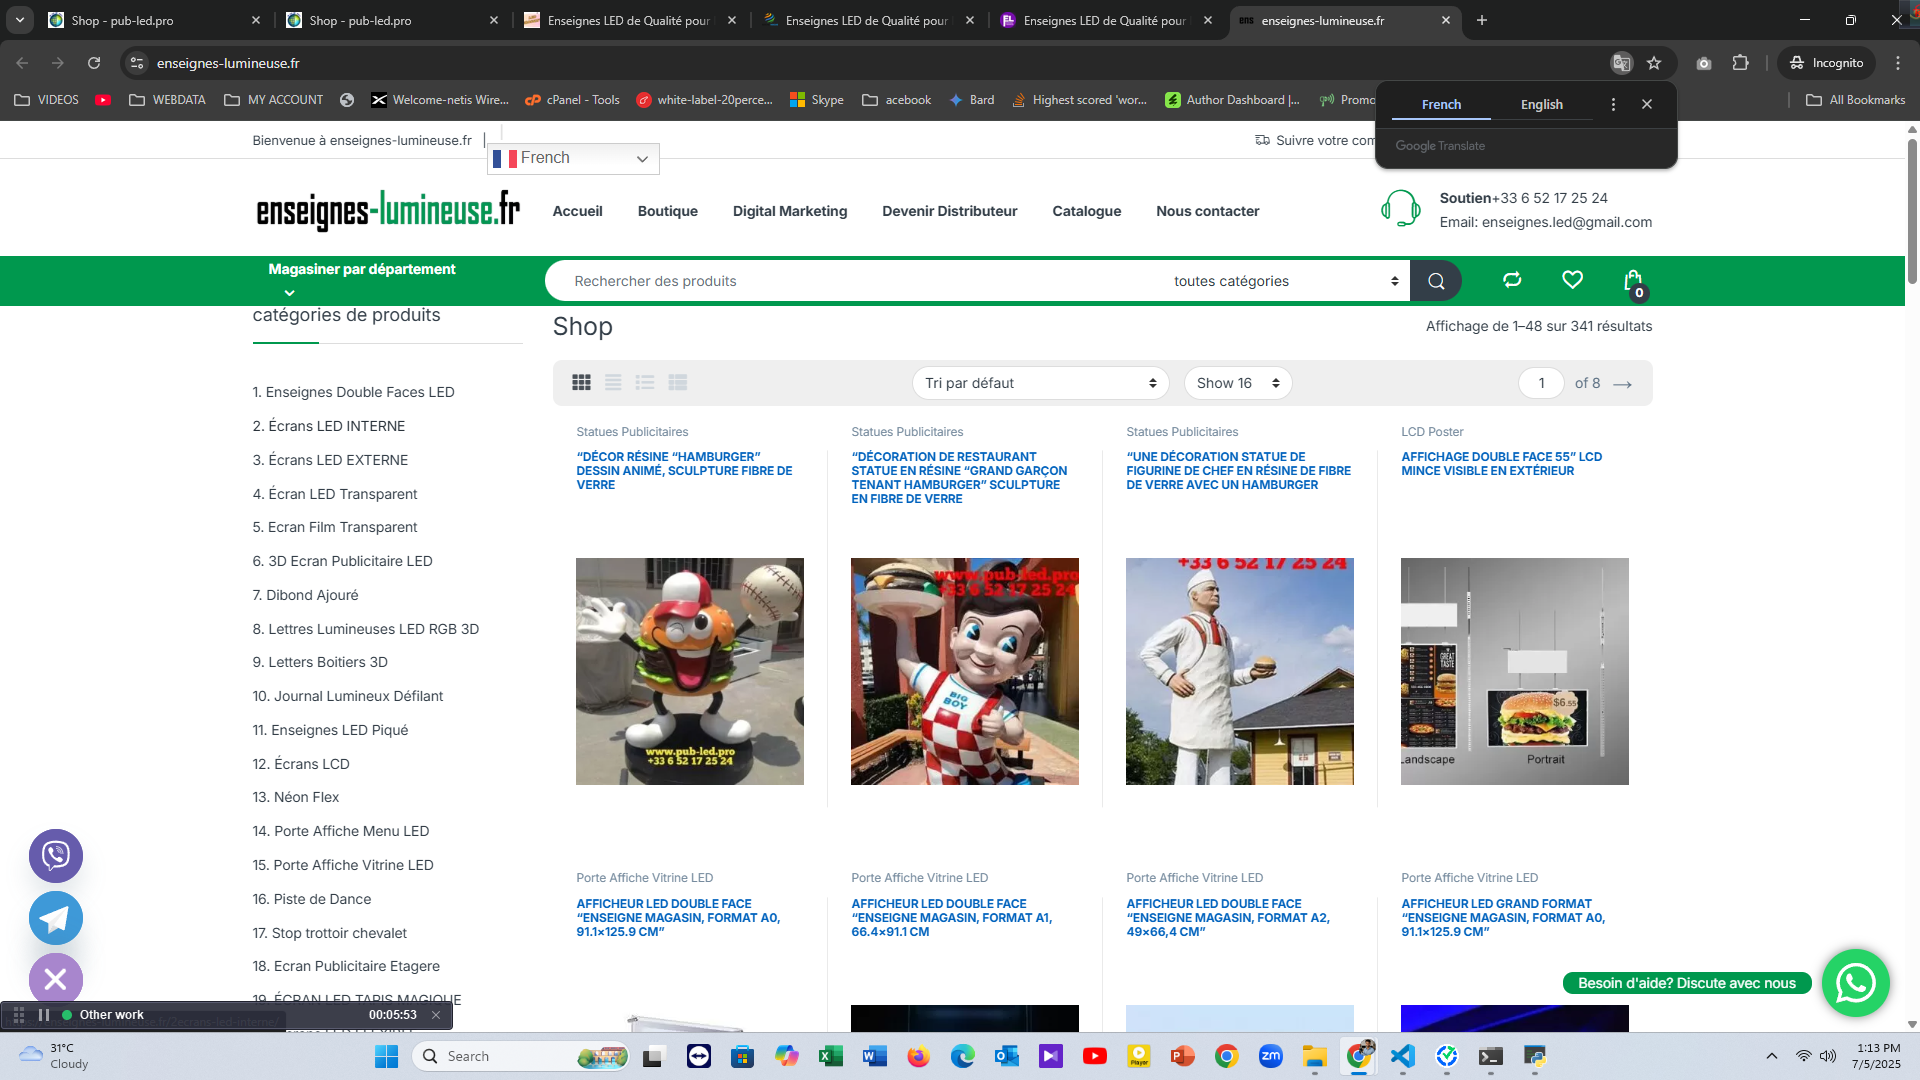 Shop - pub-led.pro
Shop - pub-led.pro
Enseignes LED de Qualité pour
Enseignes LED de Qualité pour
Enseignes LED de Qualité pour
enseignes-lumineuse.fr
enseignes-lumineuse.fr
Incognito
VIDEOS
WEBDATA
MY ACCOUNT
Welcome-netis Wire...
cPanel - Tools
white-label-20perce...
Skype
acebook
Bard
Highest scored 'wor...
Author Dashboard |...
Promo
All Bookmarks
French
English
Google Translate
Bienvenue à enseignes-lumineuse.fr |
French
Suivre votre com
enseignes-lumineuse.fr
Accueil
Boutique
Digital Marketing
Devenir Distributeur
Catalogue
Nous contacter
Soutien+33 6 52 17 25 24
Email: enseignes.led@gmail.com
Magasiner par département
Rechercher des produits
toutes catégories
0
catégories de produits
1. Enseignes Double Faces LED
2. Écrans LED INTERNE
3. Écrans LED EXTERNE
4. Écran LED Transparent
5. Ecran Film Transparent
6. 3D Ecran Publicitaire LED
7. Dibond Ajouré
8. Lettres Lumineuses LED RGB 3D
9. Letters Boitiers 3D
10. Journal Lumineux Défilant
11. Enseignes LED Piqué
12. Écrans LCD
13. Néon Flex
14. Porte Affiche Menu LED
15. Porte Affiche Vitrine LED
16. Piste de Dance
17. Stop trottoir chevalet
18. Ecran Publicitaire Etagere
19. ÉCRAN LED TAPIS MAGIQUE
Shop
Affichage de 1–48 sur 341 résultats
Tri par défaut
Show 16
1
of 8 →
Statues Publicitaires
“DÉCOR RÉSINE “HAMBURGER”
DESSIN ANIMÉ, SCULPTURE FIBRE DE
VERRE
www.pub-led.pro
+33 6 52 17 25 24
Statues Publicitaires
“DÉCORATION DE RESTAURANT
STATUE EN RÉSINE “GRAND GARÇON
TENANT HAMBURGER” SCULPTURE
EN FIBRE DE VERRE
www.pub-led.pro
+33 6 52 17 25 24
BIG
BOY
Statues Publicitaires
“UNE DÉCORATION STATUE DE
FIGURINE DE CHEF EN RÉSINE DE FIBRE
DE VERRE AVEC UN HAMBURGER
+33 6 52 17 25 24
LCD Poster
AFFICHAGE DOUBLE FACE 55” LCD
MINCE VISIBLE EN EXTÉRIEUR
GREAT
TASTE
$6.55
Landscape
Portrait
Porte Affiche Vitrine LED
AFFICHEUR LED DOUBLE FACE
“ENSEIGNE MAGASIN, FORMAT A0,
91.1×125.9 CM”
Porte Affiche Vitrine LED
AFFICHEUR LED DOUBLE FACE
“ENSEIGNE MAGASIN, FORMAT A1,
66.4×91.1 CM
Porte Affiche Vitrine LED
AFFICHEUR LED DOUBLE FACE
“ENSEIGNE MAGASIN, FORMAT A2,
49×66,4 CM”
Porte Affiche Vitrine LED
AFFICHEUR LED GRAND FORMAT
“ENSEIGNE MAGASIN, FORMAT A0,
91.1×125.9 CM”
Besoin d'aide? Discute avec nous
Other work
00:05:53
31°C
Cloudy
Search
1:13 PM
7/5/2025